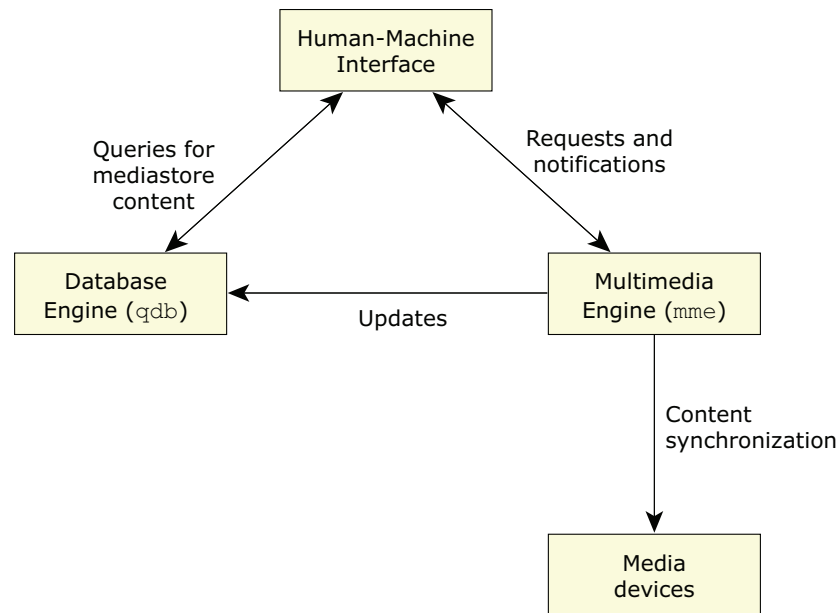 Human-Machine
Interface
Queries for
mediastore
content
Requests and
notifications
Database
Engine (qdb)
Updates
Multimedia
Engine (mme)
Content
synchronization
Media
devices